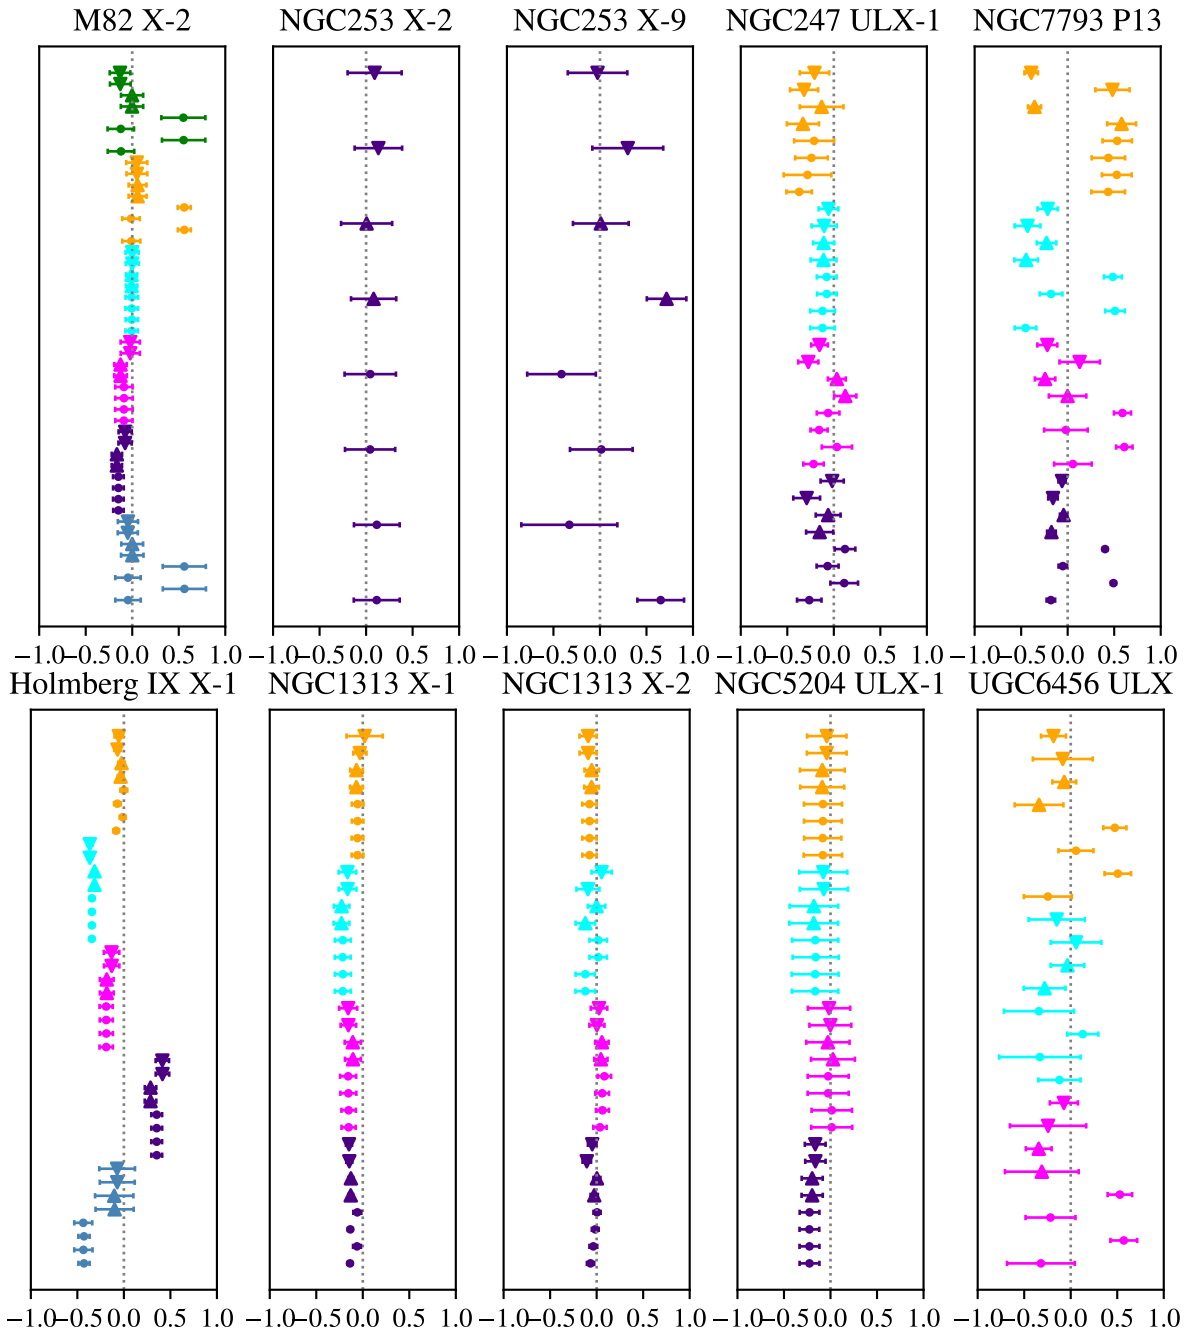 M82 X-2 NGC253 X-2 NGC253 X-9 NGC247 ULX-1 NGC7793 P13
−1.0 −0.5 0.0 0.5 1.0 −1.0 −0.5 0.0 0.5 1.0 −1.0 −0.5 0.0 0.5 1.0 −1.0 −0.5 0.0 0.5 1.0 −1.0 −0.5 0.0 0.5 1.0
Holmberg IX X-1 NGC1313 X-1 NGC1313 X-2 NGC5204 ULX-1 UGC6456 ULX
−1.0 −0.5 0.0 0.5 1.0 −1.0 −0.5 0.0 0.5 1.0 −1.0 −0.5 0.0 0.5 1.0 −1.0 −0.5 0.0 0.5 1.0 −1.0 −0.5 0.0 0.5 1.0